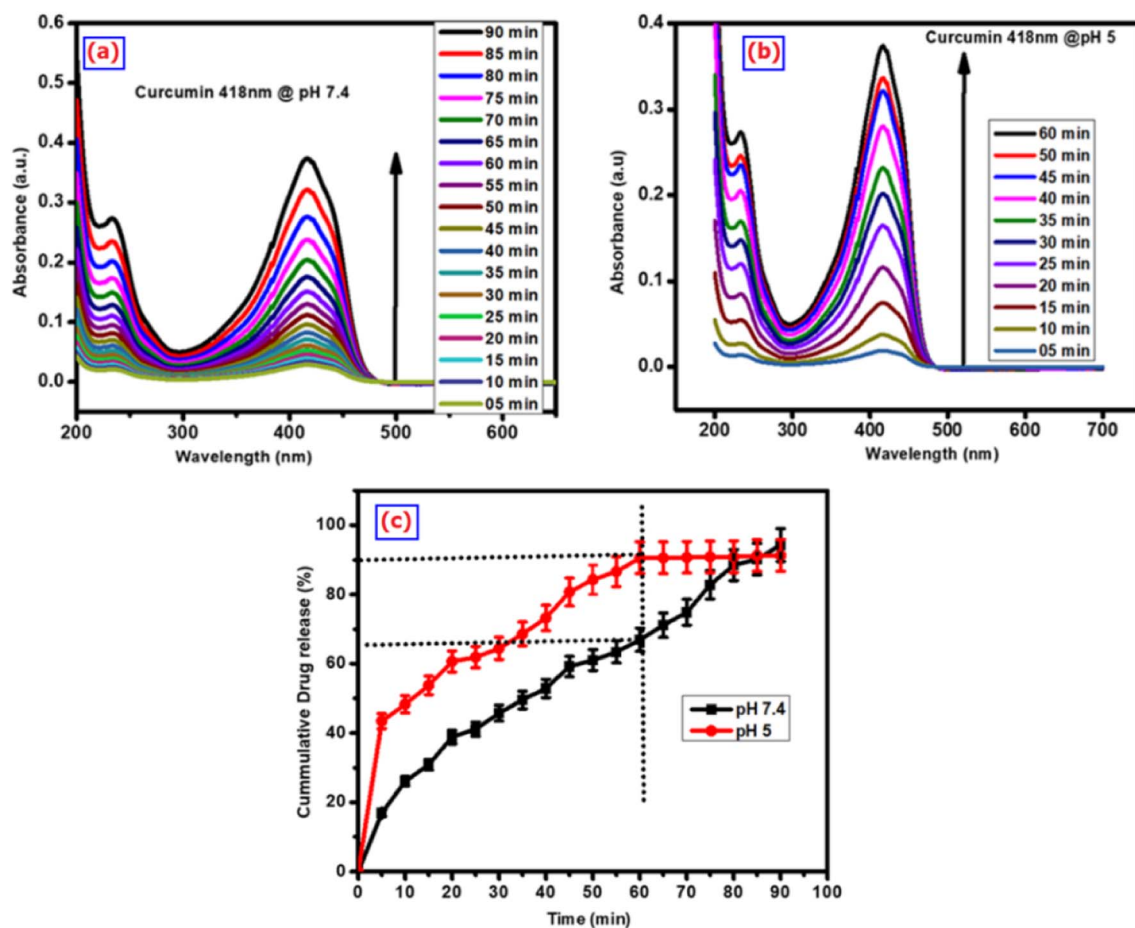 (a)
Curcumin 418nm @ pH 7.4
Absorbance (a.u.)
0.6
0.5
0.4
0.3
0.2
0.1
0.0
200
300
400
500
600
Wavelength (nm)
90 min
85 min
80 min
75 min
70 min
65 min
60 min
55 min
50 min
45 min
40 min
35 min
30 min
25 min
20 min
15 min
10 min
05 min
(b)
Curcumin 418nm @pH 5
Absorbance (a.u)
0.4
0.3
0.2
0.1
0.0
200
300
400
500
600
700
Wavelength (nm)
60 min
50 min
45 min
40 min
35 min
30 min
25 min
20 min
15 min
10 min
05 min
(c)
Cummulative Drug release (%)
100
80
60
40
20
0
0
10
20
30
40
50
60
70
80
90
100
Time (min)
pH 7.4
pH 5